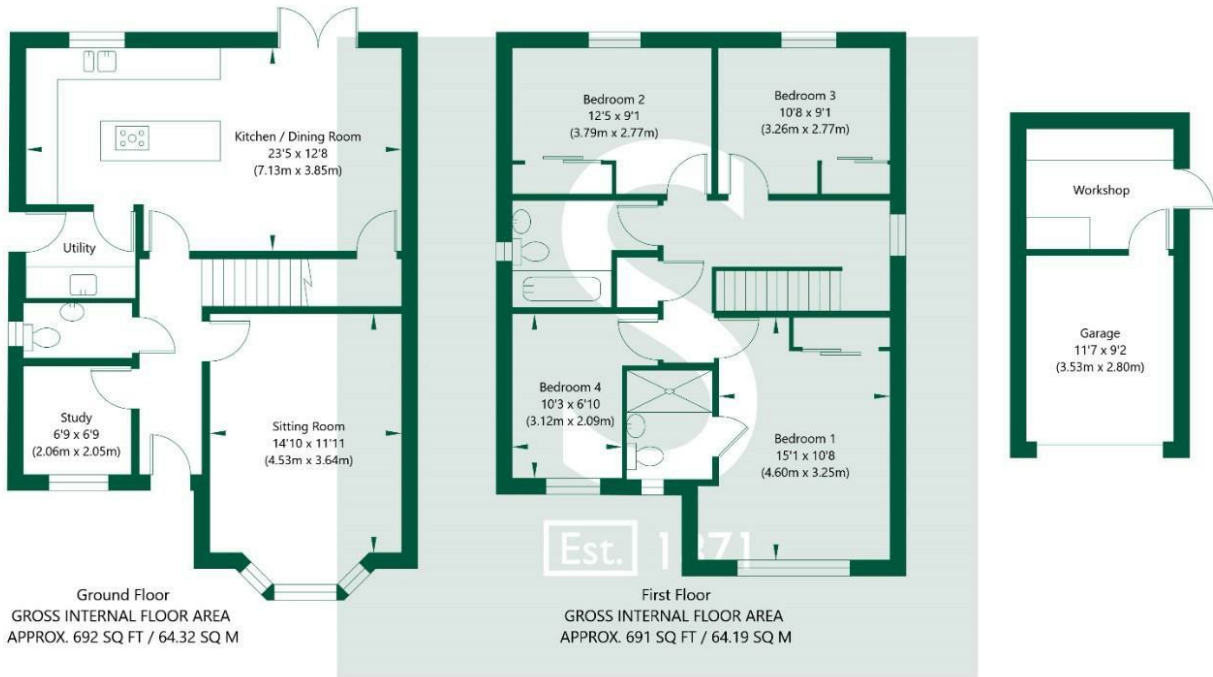 Kitchen / Dining Room
23'5 x 12'8
(7.13m x 3.85m)
Utility
Study
6'9 x 6'9
(2.06m x 2.05m)
Sitting Room
14'10 x 11'11
(4.53m x 3.64m)
Ground Floor
GROSS INTERNAL FLOOR AREA
APPROX. 692 SQ FT / 64.32 SQ M
Bedroom 2
12'5 x 9'1
(3.79m x 2.77m)
Bedroom 3
10'8 x 9'1
(3.26m x 2.77m)
Bedroom 4
10'3 x 6'10
(3.12m x 2.09m)
Bedroom 1
15'1 x 10'8
(4.60m x 3.25m)
S
Est. 1871
First Floor
GROSS INTERNAL FLOOR AREA
APPROX. 691 SQ FT / 64.19 SQ M
Workshop
Garage
11'7 x 9'2
(3.53m x 2.80m)